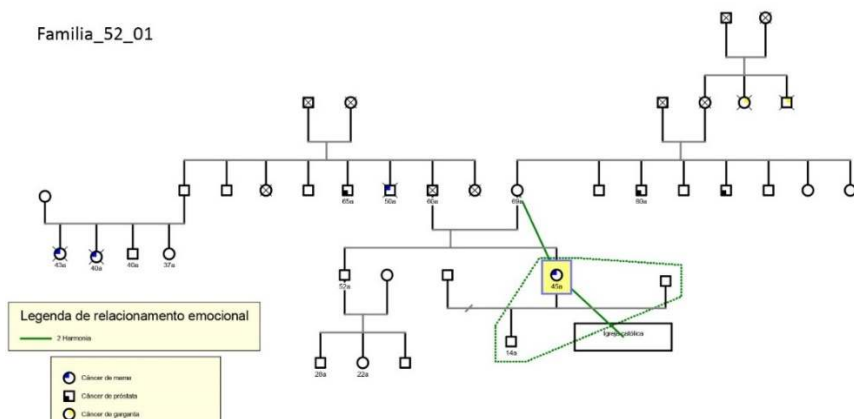 Familia_52_01
65a
50a
60a
69a
60a
43a
40a
46a
37a
52a
45a
14a
28a
22a
Legenda de relacionamento emocional
2 Harmonia
Câncer de mama
Câncer de próstata
Câncer de garganta